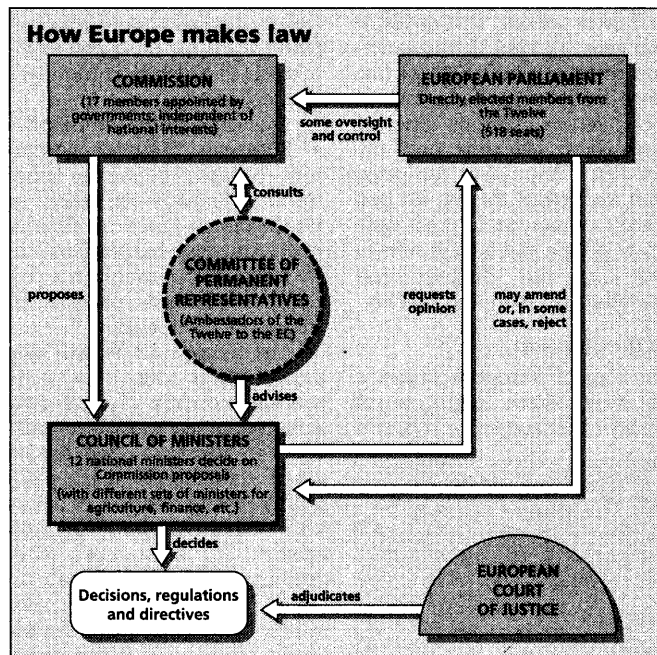 How Europe makes law
COMMISSION
(17 members appointed by
governments; independent of
national interests)
EUROPEAN PARLIAMENT
Directly elected members from
the Twelve
(518 seats)
some oversight
and control
consults
COMMITTEE OF
PERMANENT
REPRESENTATIVES
(Ambassadors of the
Twelve to the EC)
proposes
requests
opinion
may amend
or, in some
cases, reject
advises
COUNCIL OF MINISTERS
12 national ministers decide on
Commission proposals
(with different sets of ministers for
agriculture, finance, etc.)
decides
Decisions, regulations
and directives
adjudicates
EUROPEAN
COURT
OF JUSTICE